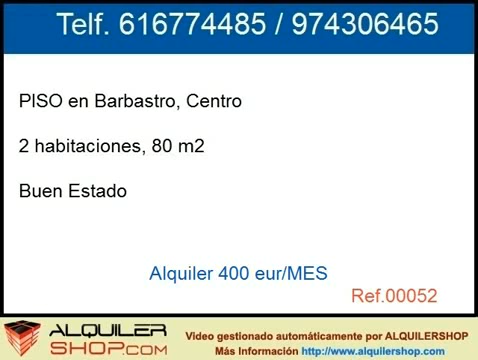 Telf. 616774485 / 974306465
PISO en Barbastro, Centro
2 habitaciones, 80 m2
Buen Estado
Alquiler 400 eur/MES
Ref.00052
ALQUILER
SHOP.COM
Video gestionado automáticamente por ALQUILERSHOP
Más Información http://www.alquilershop.com